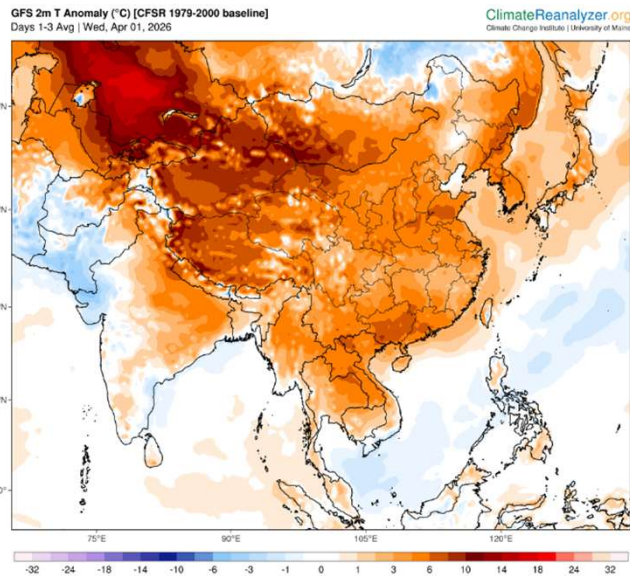 GFS 2m T Anomaly (°C) [CFSR 1979-2000 baseline]
Days 1-3 Avg | Wed, Apr 01, 2026
ClimateReanalyzer.org
Climate Change Institute | University of Maine
N
N
N
N
0°
75°E 90°E 105°E 120°E
-32 -24 -18 -14 -10 -6 -3 -1 0 1 3 6 10 14 18 24 32